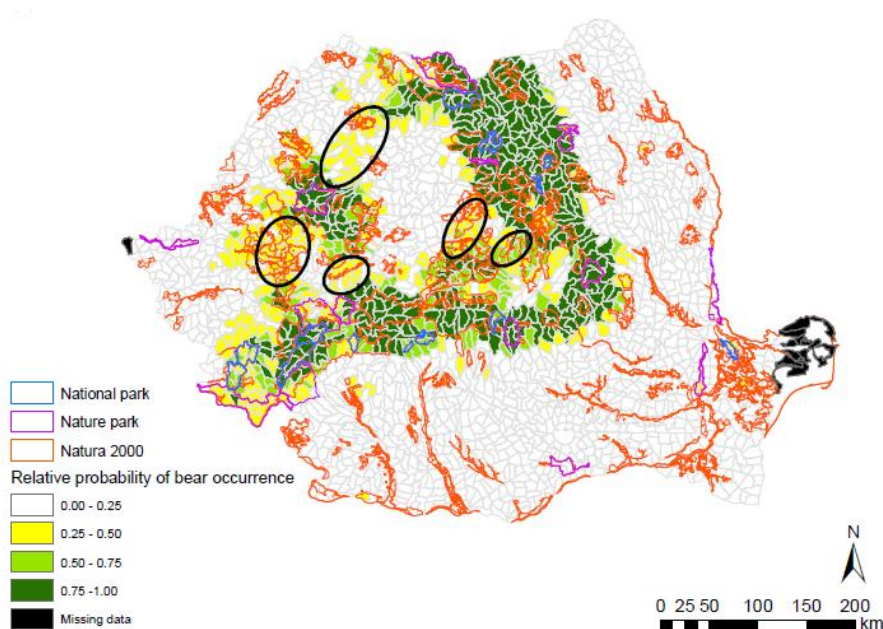 National park
Nature park
Natura 2000
Relative probability of bear occurrence
0.00 - 0.25
0.25 - 0.50
0.50 - 0.75
0.75 -1.00
Missing data
N
0 25 50 100 150 200
km